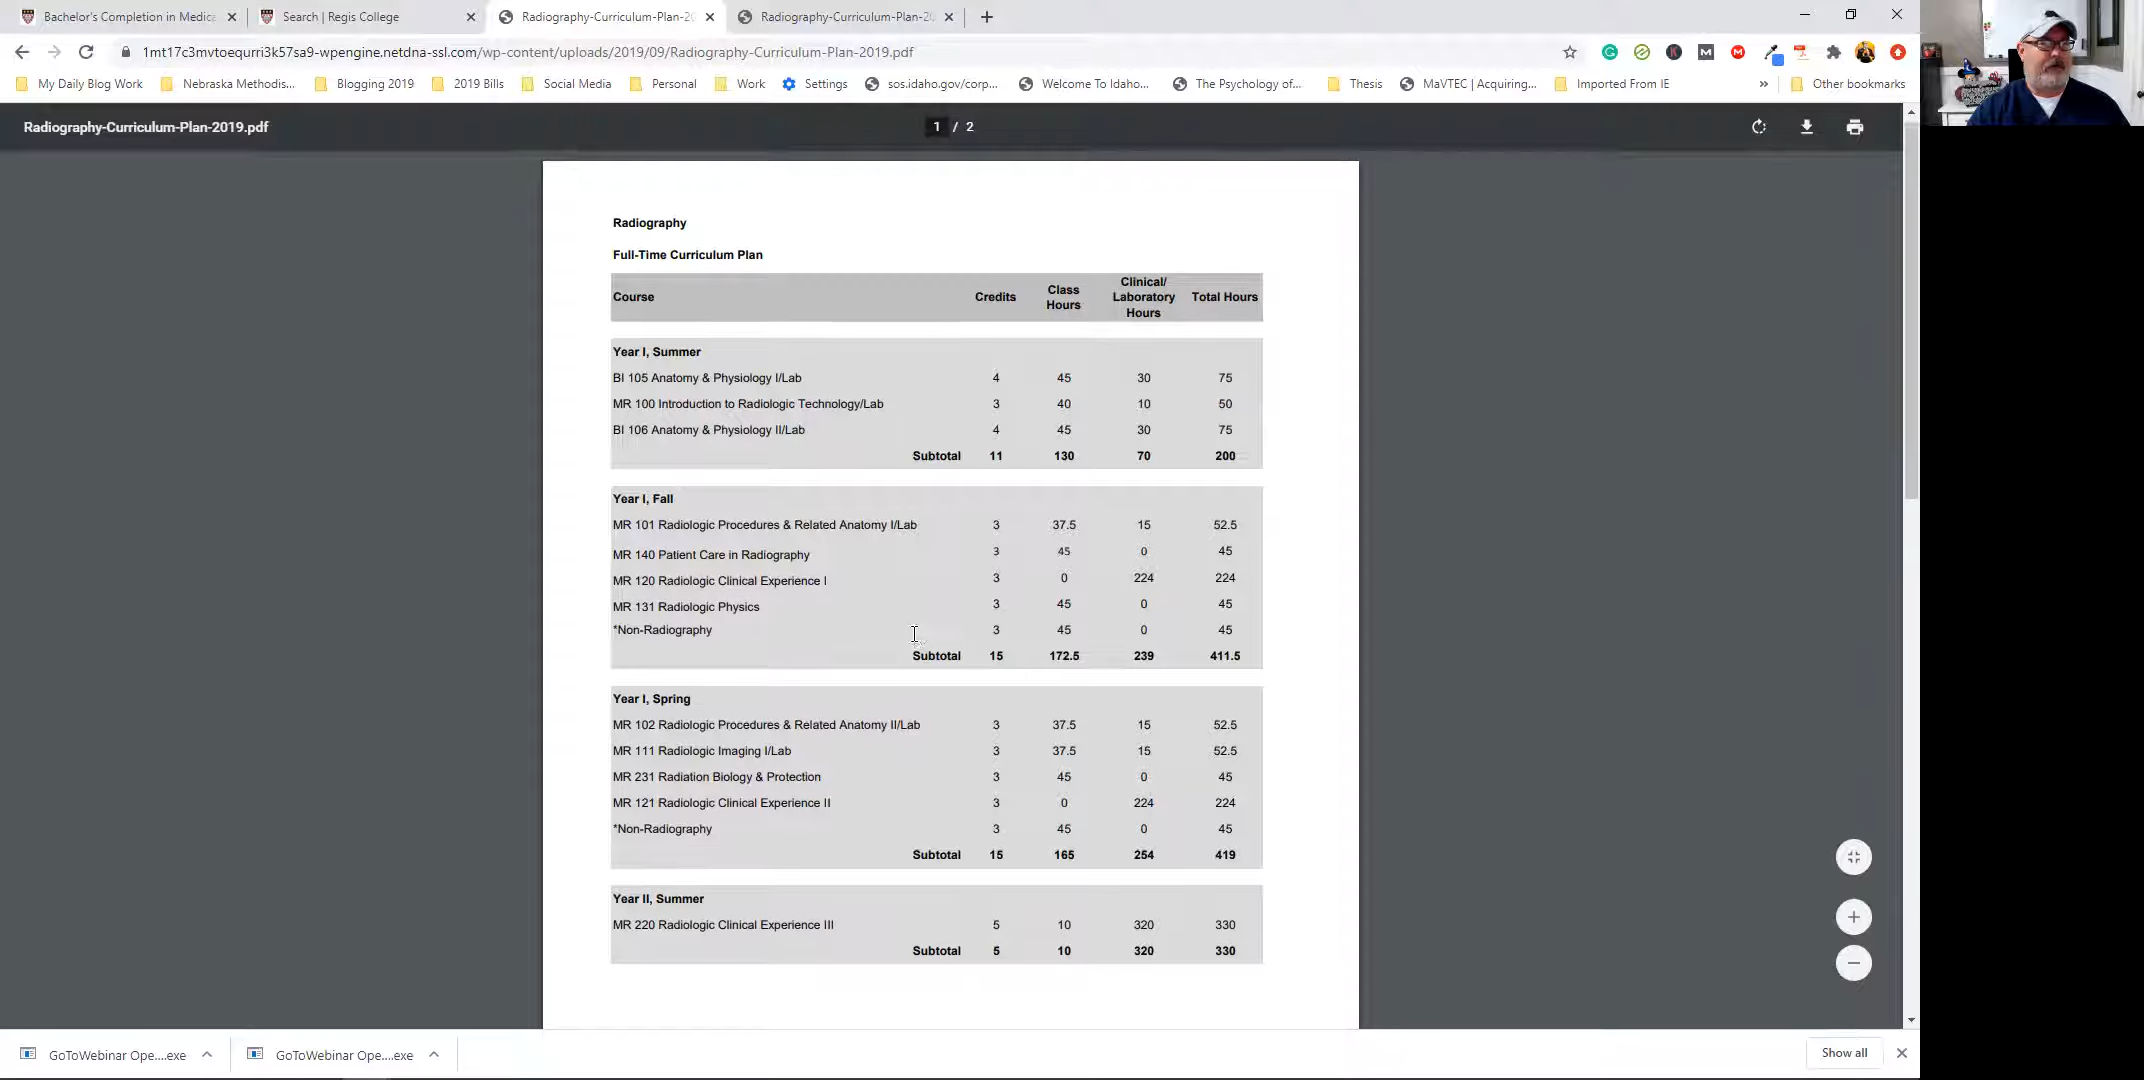 Bachelor's Completion in Medica
Search | Regis College
Radiography-Curriculum-Plan-20
Radiography-Curriculum-Plan-20
1mt17c3mvtoequrri3k57sa9-wpengine.netdna-ssl.com/wp-content/uploads/2019/09/Radiography-Curriculum-Plan-2019.pdf
My Daily Blog Work
Nebraska Methodis...
Blogging 2019
2019 Bills
Social Media
Personal
Work
Settings
sos.idaho.gov/corp...
Welcome To Idaho...
The Psychology of...
Thesis
MaVTEC | Acquiring...
Imported From IE
»
Other bookmarks
Radiography-Curriculum-Plan-2019.pdf
1 / 2
Radiography
Full-Time Curriculum Plan
Course Credits Class Hours Clinical/ Laboratory Hours Total Hours
Year I, Summer
BI 105 Anatomy & Physiology I/Lab 4 45 30 75
MR 100 Introduction to Radiologic Technology/Lab 3 40 10 50
BI 106 Anatomy & Physiology II/Lab 4 45 30 75
Subtotal 11 130 70 200
Year I, Fall
MR 101 Radiologic Procedures & Related Anatomy I/Lab 3 37.5 15 52.5
MR 140 Patient Care in Radiography 3 45 0 45
MR 120 Radiologic Clinical Experience I 3 0 224 224
MR 131 Radiologic Physics 3 45 0 45
*Non-Radiography 3 45 0 45
Subtotal 15 172.5 239 411.5
Year I, Spring
MR 102 Radiologic Procedures & Related Anatomy II/Lab 3 37.5 15 52.5
MR 111 Radiologic Imaging I/Lab 3 37.5 15 52.5
MR 231 Radiation Biology & Protection 3 45 0 45
MR 121 Radiologic Clinical Experience II 3 0 224 224
*Non-Radiography 3 45 0 45
Subtotal 15 165 254 419
Year II, Summer
MR 220 Radiologic Clinical Experience III 5 10 320 330
Subtotal 5 10 320 330
GoToWebinar Ope....exe
GoToWebinar Ope....exe
Show all